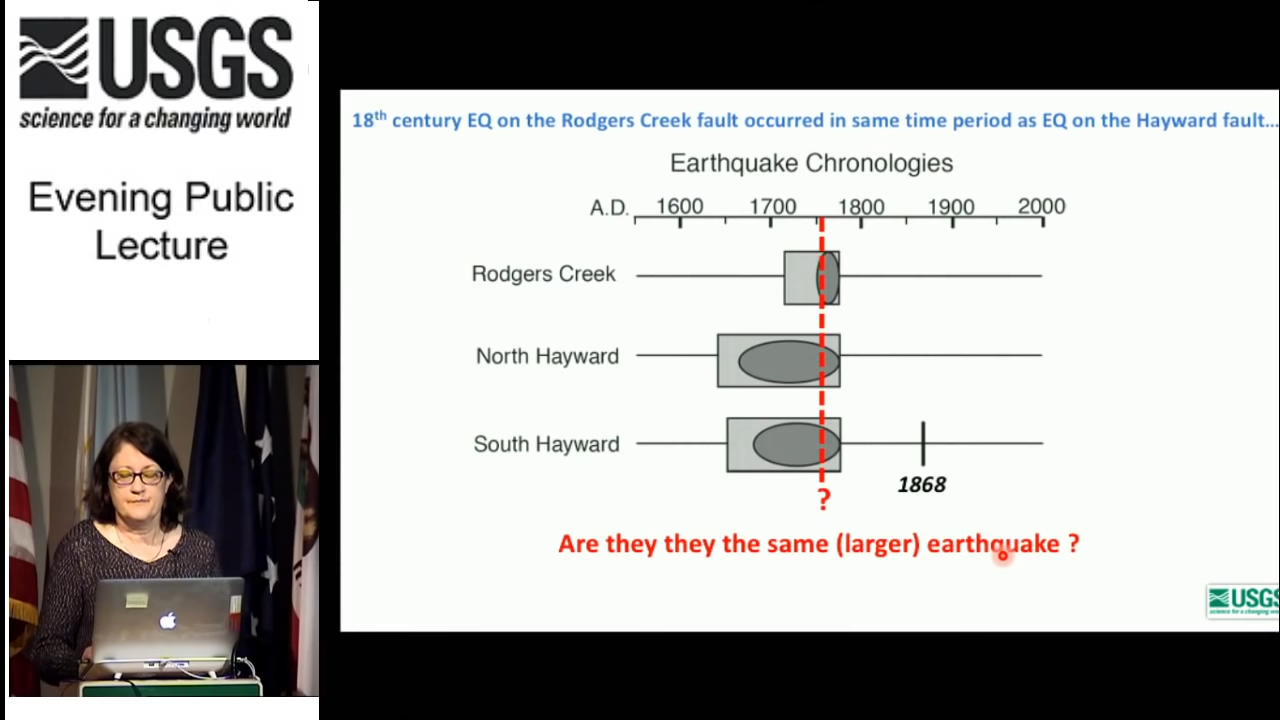 USGS
science for a changing world
Evening Public
Lecture
18th century EQ on the Rodgers Creek fault occurred in same time period as EQ on the Hayward fault...
Earthquake Chronologies
A.D. 1600 1700 1800 1900 2000
Rodgers Creek
North Hayward
South Hayward
1868
?
Are they they the same (larger) earthquake ?
USGS